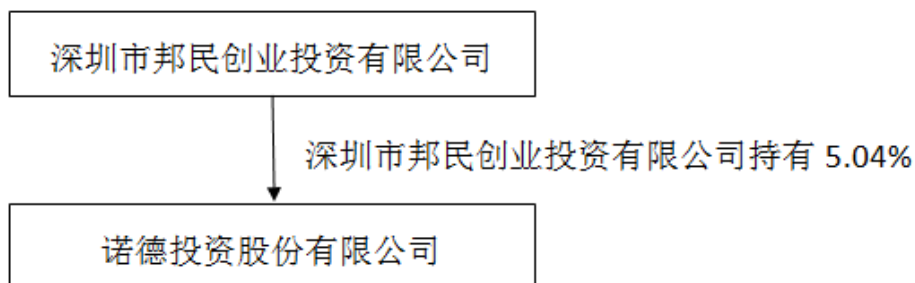 深圳市邦民创业投资有限公司
深圳市邦民创业投资有限公司持有 5.04%
诺德投资股份有限公司